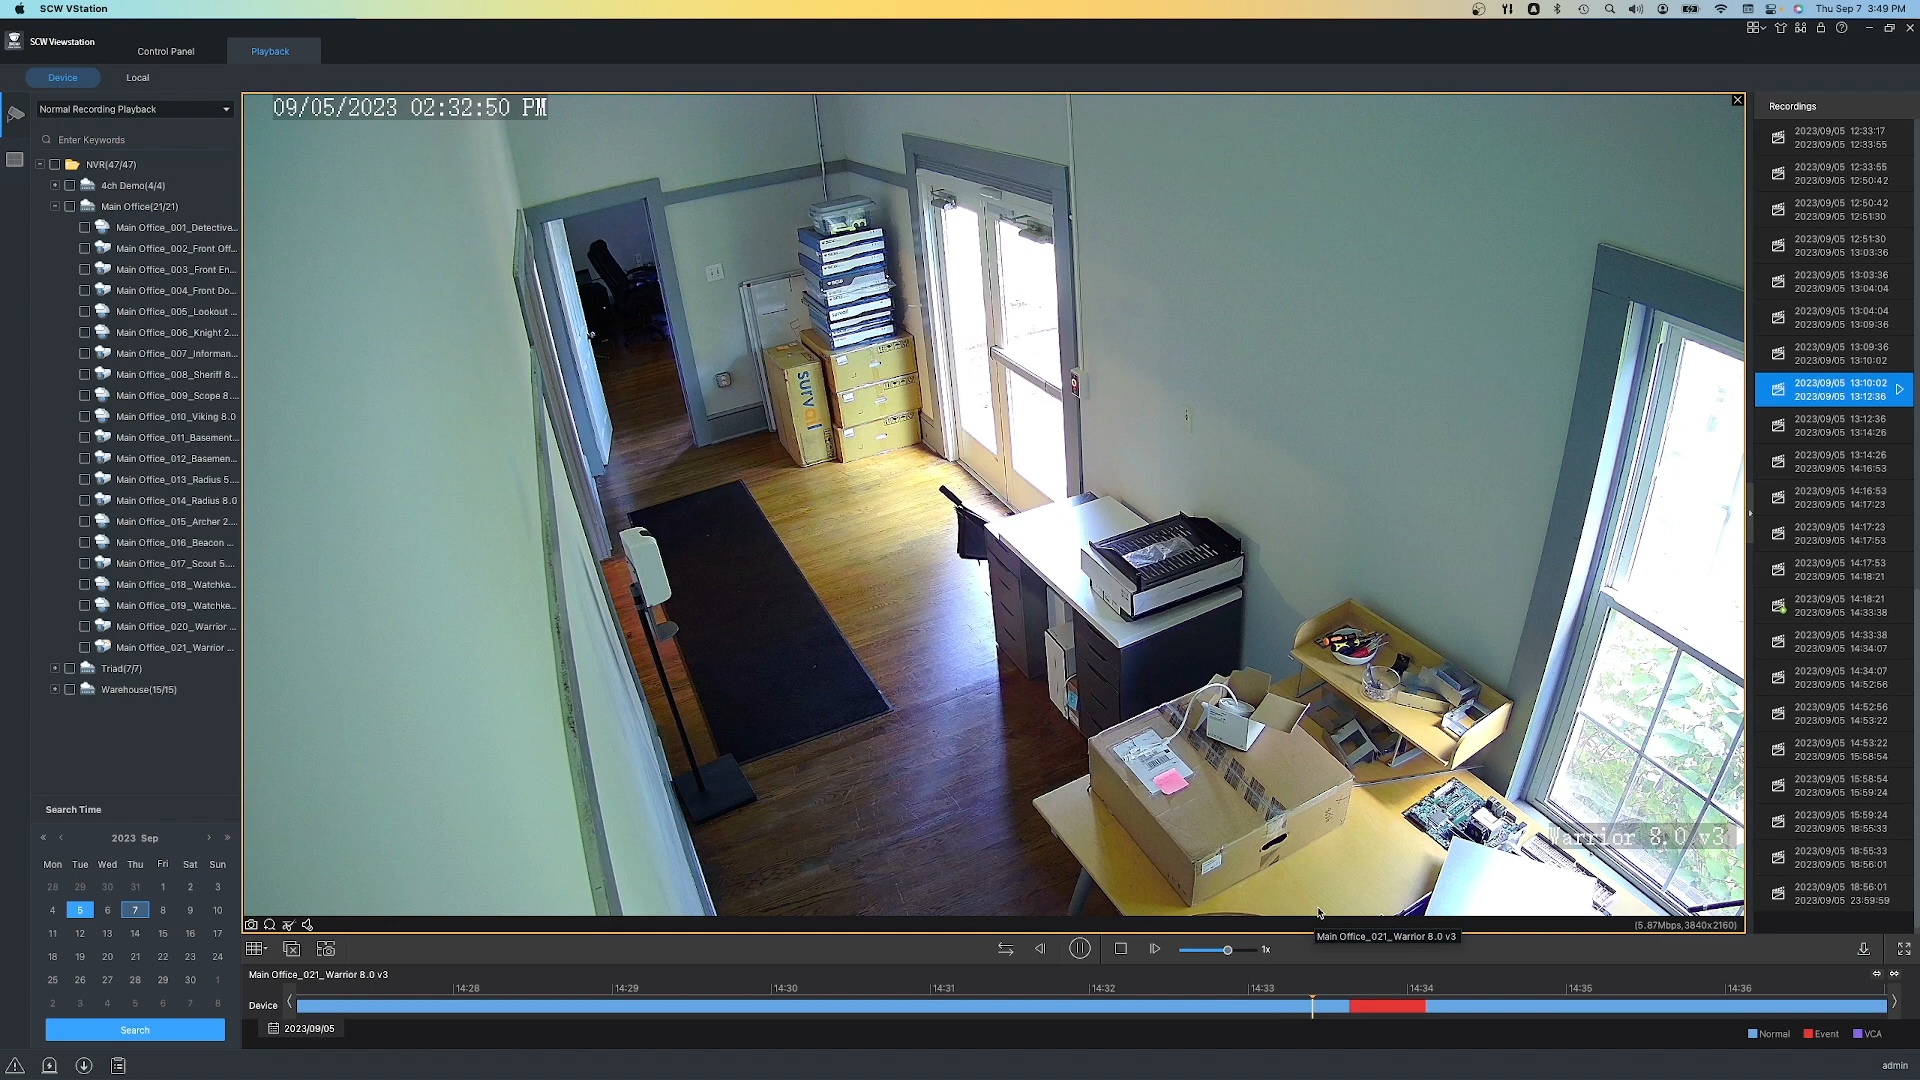 SCW VStation
Thu Sep 7 3:49 PM
SCW Viewstation
Control Panel
Playback
Device
Local
Normal Recording Playback
Enter Keywords
NVR(47/47)
4ch Demo(4/4)
Main Office(21/21)
Main Office_001_Detective...
Main Office_002_Front Off...
Main Office_003_Front En...
Main Office_004_Front Do...
Main Office_005_Lookout ...
Main Office_006_Knight 2....
Main Office_007_Informan...
Main Office_008_Sheriff 8...
Main Office_009_Scope 8....
Main Office_010_Viking 8.0
Main Office_011_Basement...
Main Office_012_Basemen...
Main Office_013_Radius 5....
Main Office_014_Radius 8.0
Main Office_015_Archer 2....
Main Office_016_Beacon ...
Main Office_017_Scout 5....
Main Office_018_Watchke...
Main Office_019_Watchke...
Main Office_020_Warrior ...
Main Office_021_Warrior ...
Triad(7/7)
Warehouse(15/15)
Search Time
2023 Sep
Mon Tue Wed Thu Fri Sat Sun
28 29 30 31 1 2 3
4 5 6 7 8 9 10
11 12 13 14 15 16 17
18 19 20 21 22 23 24
25 26 27 28 29 30 1
2 3 4 5 6 7 8
Search
09/05/2023 02:32:50 PM
Warrior 8.0 v3
(5.87Mbps,3840x2160)
Main Office_021_Warrior 8.0 v3
1x
Main Office_021_Warrior 8.0 v3
14:28 14:29 14:30 14:31 14:32 14:33 14:34 14:35 14:36
Device
2023/09/05
Normal Event VCA
Recordings
2023/09/05 12:33:17
2023/09/05 12:33:55
2023/09/05 12:33:55
2023/09/05 12:50:42
2023/09/05 12:50:42
2023/09/05 12:51:30
2023/09/05 12:51:30
2023/09/05 13:03:36
2023/09/05 13:03:36
2023/09/05 13:04:04
2023/09/05 13:04:04
2023/09/05 13:09:36
2023/09/05 13:09:36
2023/09/05 13:10:02
2023/09/05 13:10:02
2023/09/05 13:12:36
2023/09/05 13:12:36
2023/09/05 13:14:26
2023/09/05 13:14:26
2023/09/05 14:16:53
2023/09/05 14:16:53
2023/09/05 14:17:23
2023/09/05 14:17:23
2023/09/05 14:17:53
2023/09/05 14:17:53
2023/09/05 14:18:21
2023/09/05 14:18:21
2023/09/05 14:33:38
2023/09/05 14:33:38
2023/09/05 14:34:07
2023/09/05 14:34:07
2023/09/05 14:52:56
2023/09/05 14:52:56
2023/09/05 14:53:22
2023/09/05 14:53:22
2023/09/05 15:58:54
2023/09/05 15:58:54
2023/09/05 15:59:24
2023/09/05 15:59:24
2023/09/05 18:55:33
2023/09/05 18:55:33
2023/09/05 18:56:01
2023/09/05 18:56:01
2023/09/05 23:59:59
admin